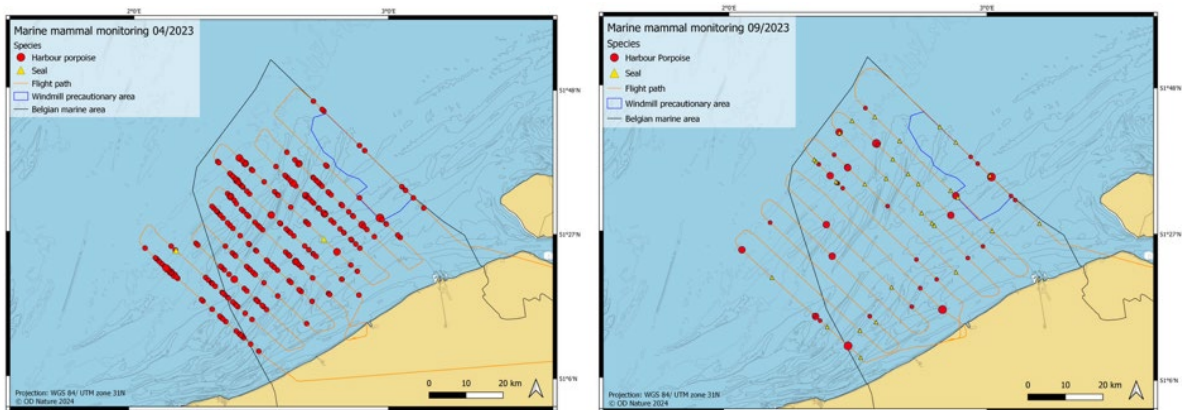 2°0'E
3°0'E
Marine mammal monitoring 04/2023
Species
Harbour porpoise
Seal
Flight path
Windmill precautionary area
Belgian marine area
51°48'N
51°27'N
51°6'N
0 10 20 km
Projection: WGS 84/ UTM zone 31N
© OD Nature 2024
2°0'E
3°0'E
Marine mammal monitoring 09/2023
Species
Harbour Porpoise
Seal
Flight path
Windmill precautionary area
Belgian marine area
51°48'N
51°27'N
51°6'N
0 10 20 km
Projection: WGS 84/ UTM zone 31N
© OD Nature 2024